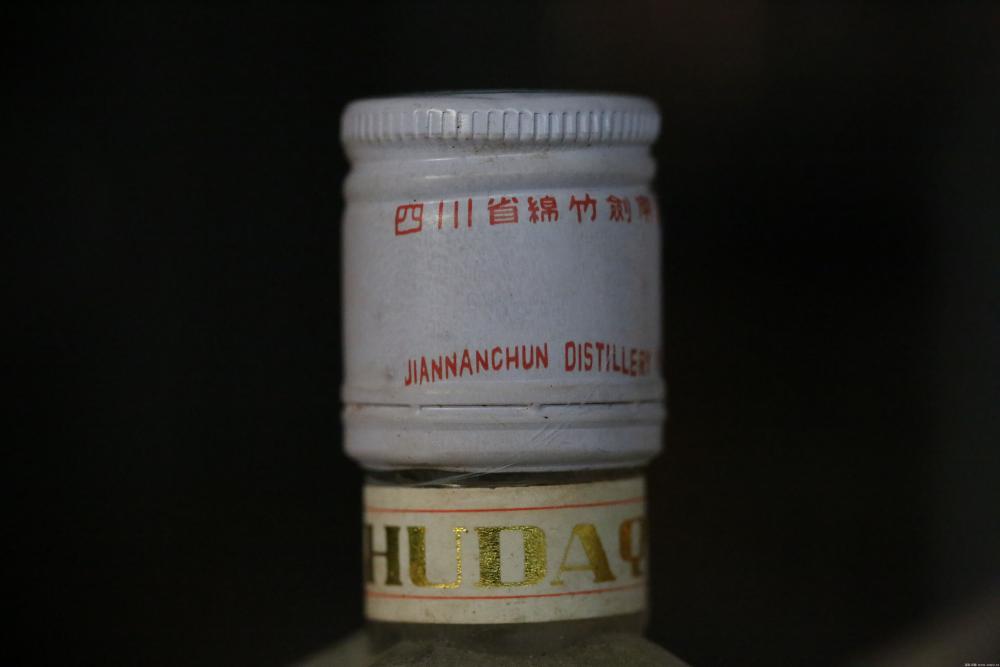 四川省綿竹劍
JIANNANCHUN DISTILLERY
HUDAQ